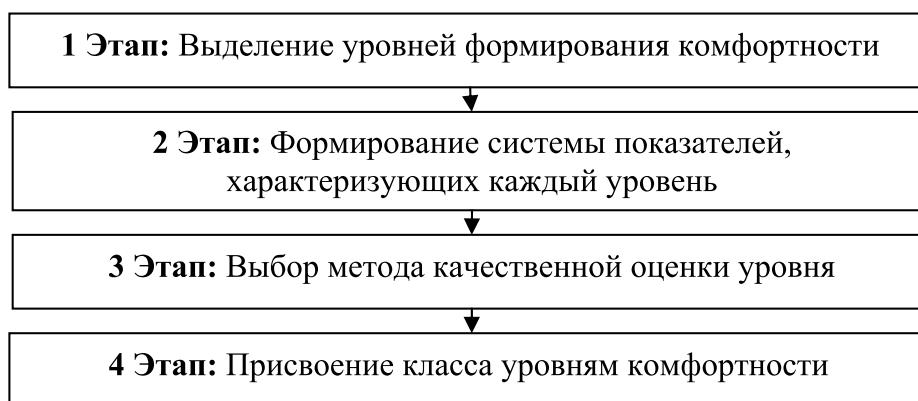 1 Этап: Выделение уровней формирования комфортности
2 Этап: Формирование системы показателей,
характеризующих каждый уровень
3 Этап: Выбор метода качественной оценки уровня
4 Этап: Присвоение класса уровням комфортности